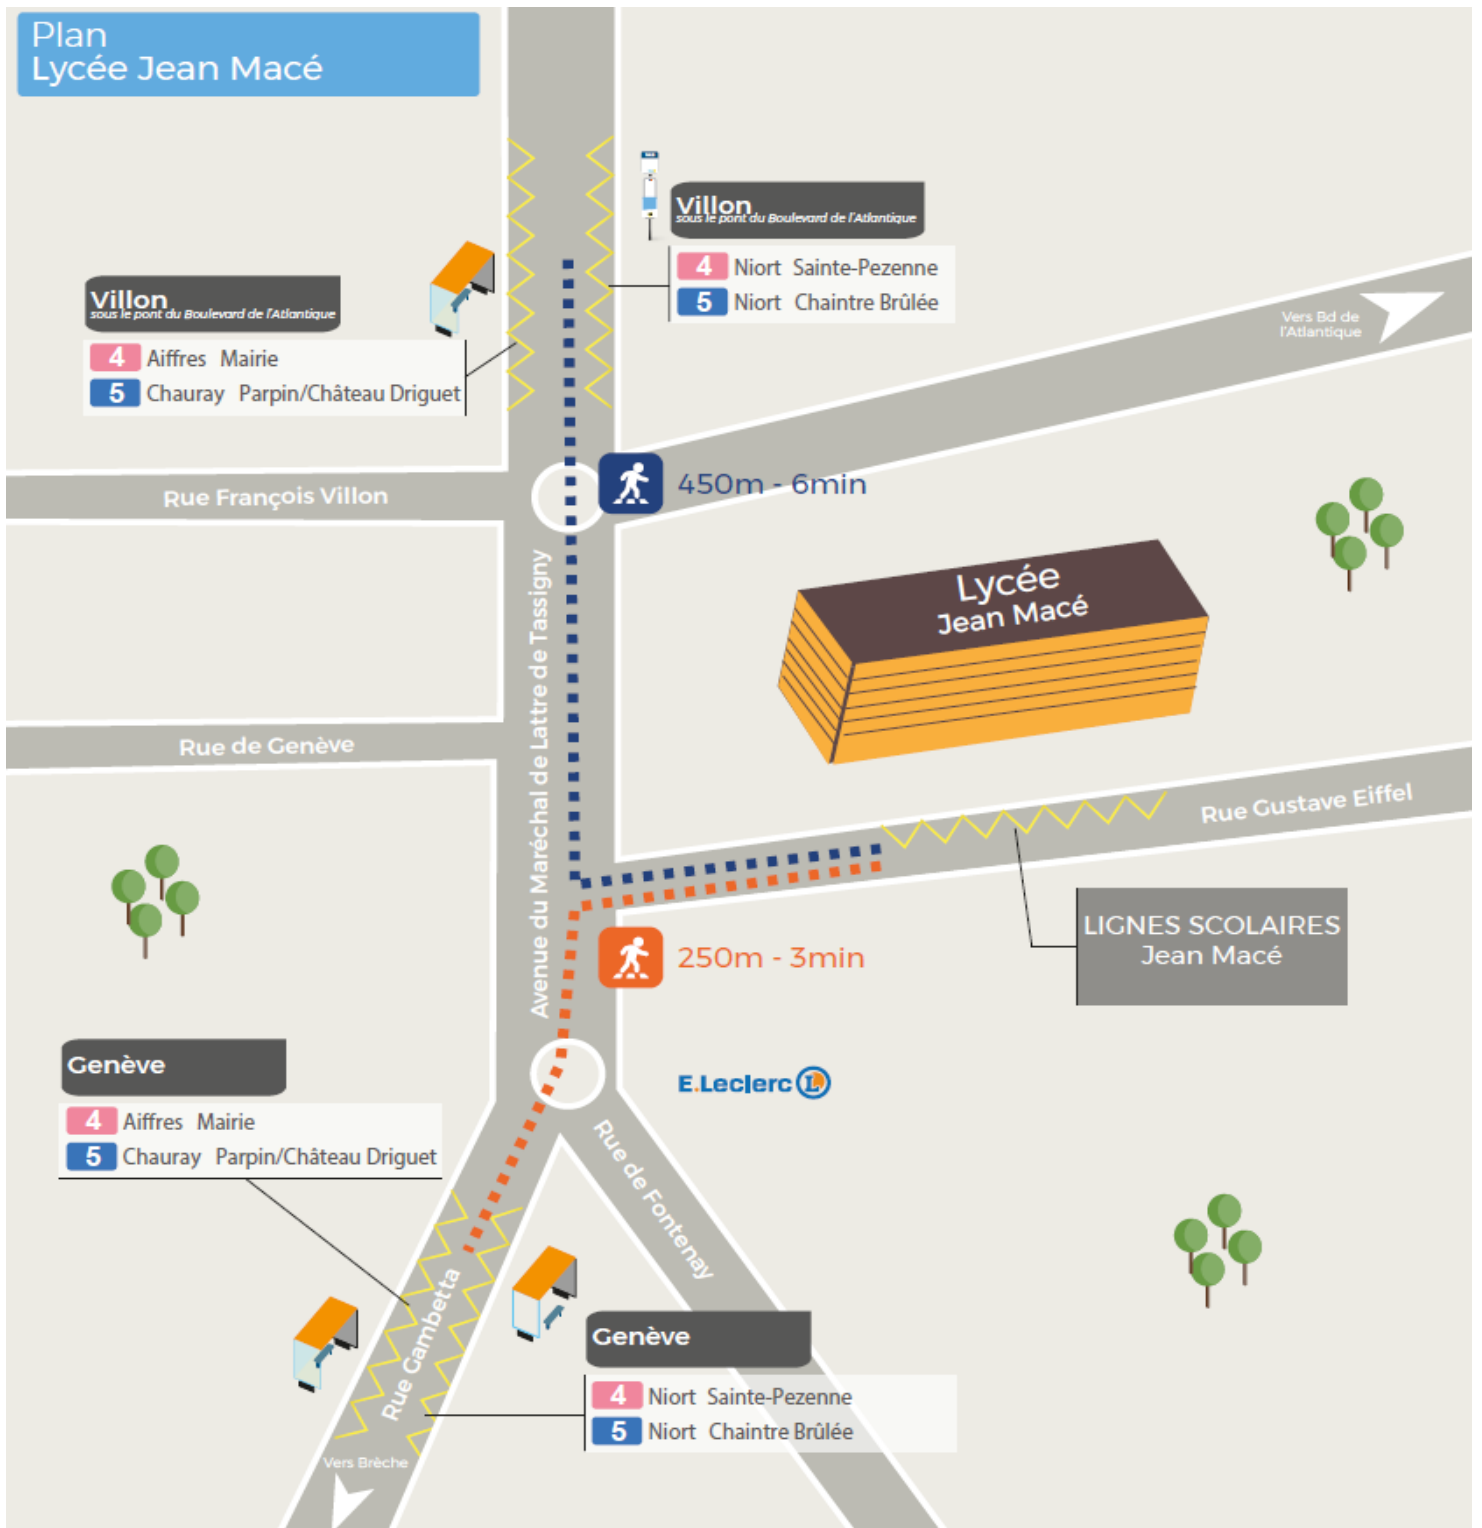 Plan
Lycée Jean Macé
Villon
sous le pont du Boulevard de l'Atlantique
4 Niort Sainte-Pezenne
5 Niort Chaintre Brûlée
Villon
sous le pont du Boulevard de l'Atlantique
4 Aiffres Mairie
5 Chauray Parpin/Château Driguet
Vers Bd de
l'Atlantique
Rue François Villon
450m - 6min
Lycée
Jean Macé
Avenue du Maréchal de Lattre de Tassigny
Rue de Genève
Rue Gustave Eiffel
LIGNES SCOLAIRES
Jean Macé
250m - 3min
Genève
4 Aiffres Mairie
5 Chauray Parpin/Château Driguet
E.Leclerc L
Rue de Fontenay
Rue Gambetta
Genève
4 Niort Sainte-Pezenne
5 Niort Chaintre Brûlée
Vers Brèche